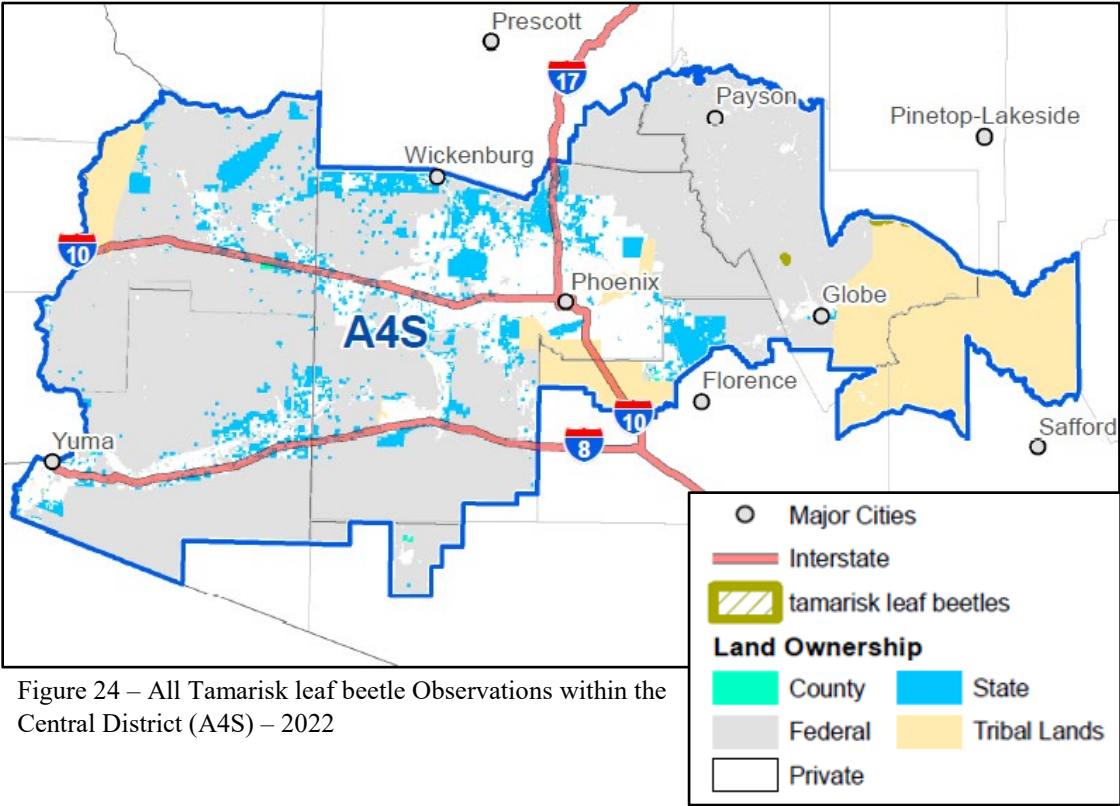 Prescott
17
Payson
Pinetop-Lakeside
Wickenburg
10
Phoenix
Globe
A4S
Florence
10
8
Safford
Yuma
Major Cities
Interstate
tamarisk leaf beetles
Land Ownership
County
State
Federal
Tribal Lands
Private
Figure 24 – All Tamarisk leaf beetle Observations within the
Central District (A4S) – 2022